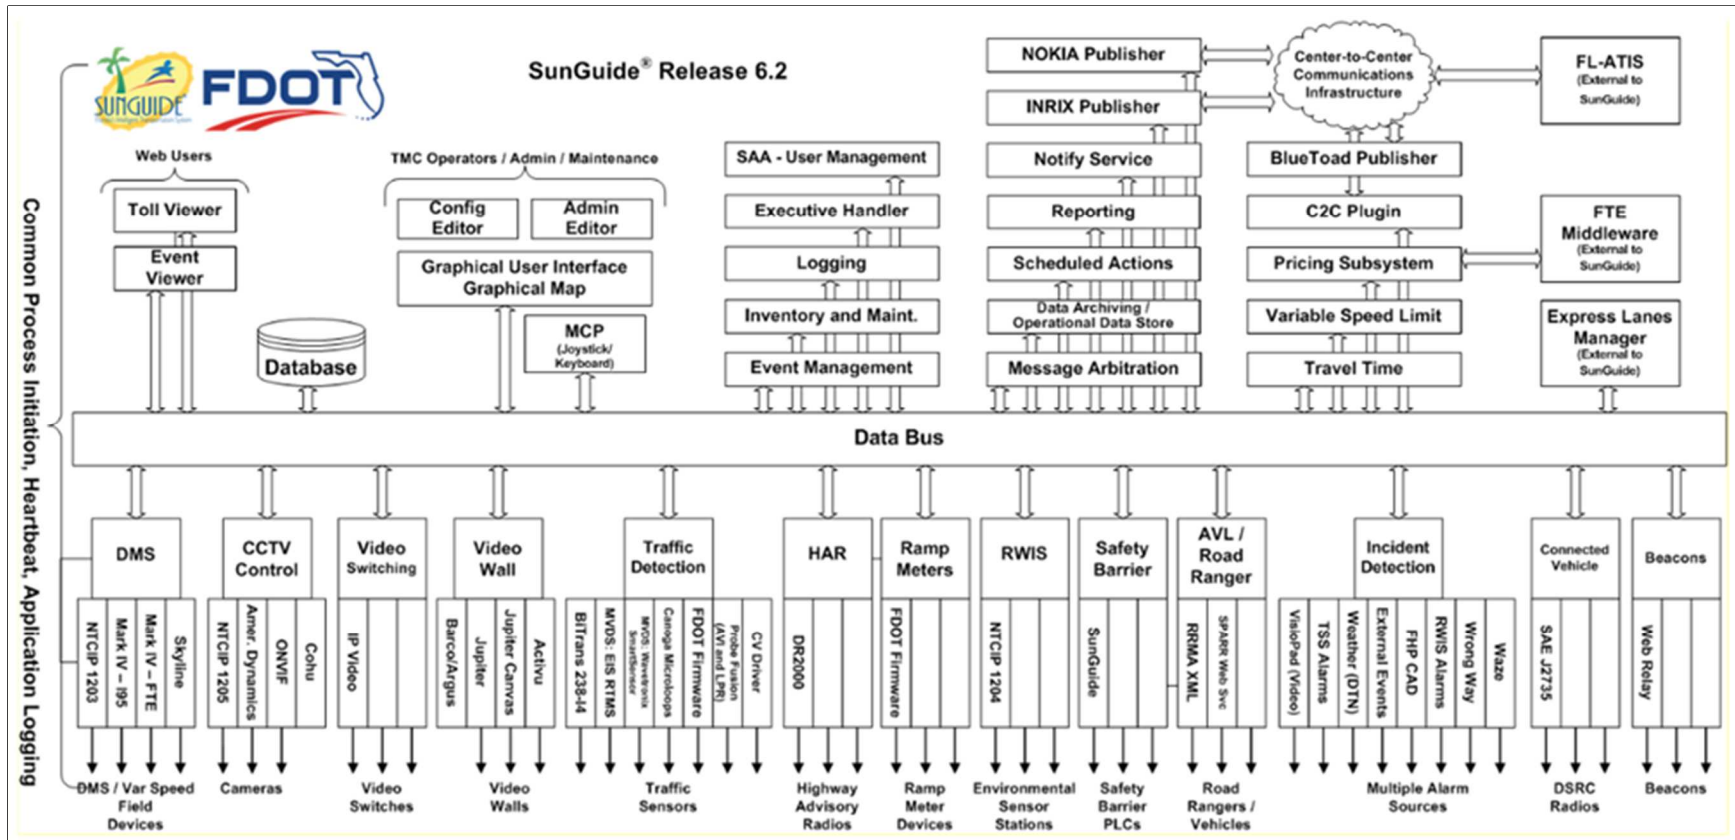 SunGuide® Release 6.2
SUNGUIDE
FDOT
Common Process Initiation, Heartbeat, Application Logging
Web Users
Toll Viewer
Event
Viewer
Database
TMC Operators / Admin / Maintenance
Config
Editor
Admin
Editor
Graphical User Interface
Graphical Map
MCP
(Joystick/
Keyboard)
SAA - User Management
Executive Handler
Logging
Inventory and Maint.
Event Management
NOKIA Publisher
INRIX Publisher
Notify Service
Reporting
Scheduled Actions
Data Archiving /
Operational Data Store
Message Arbitration
Center-to-Center
Communications
Infrastructure
BlueToad Publisher
C2C Plugin
Pricing Subsystem
Variable Speed Limit
Travel Time
FL-ATIS
(External to
SunGuide)
FTE
Middleware
(External to
SunGuide)
Express Lanes
Manager
(External to
SunGuide)
Data Bus
DMS
NTCIP 1203
Mark IV – I95
Mark IV – FTE
Skyline
DMS / Var Speed
Field
Devices
CCTV
Control
NTCIP 1205
Amer. Dynamics
ONVIF
Cohu
Cameras
Video
Switching
IP Video
Video
Switches
Video
Wall
Barco/Argus
Jupiter
Jupiter Canvas
Activu
Video
Walls
Traffic
Detection
BiTrans 238-I4
MVDS: EIS RTMS
MVDS: Wavetronix
SmartSensor
Canoga Microloops
FDOT Firmware
Probe Fusion
(AVI and LPR)
CV Driver
Traffic
Sensors
HAR
DR2000
Highway
Advisory
Radios
Ramp
Meters
FDOT Firmware
Ramp
Meter
Devices
RWIS
NTCIP 1204
Environmental
Sensor
Stations
Safety
Barrier
SunGuide
Safety
Barrier
PLCs
AVL /
Road
Ranger
RRMA XML
SPARR Web Svc
Road
Rangers /
Vehicles
Incident
Detection
VisioPad (Video)
TSS Alarms
Weather (DTN)
External Events
FHP CAD
RWIS Alarms
Wrong Way
Waze
Multiple Alarm
Sources
Connected
Vehicle
SAE J2735
DSRC
Radios
Beacons
Web Relay
Beacons